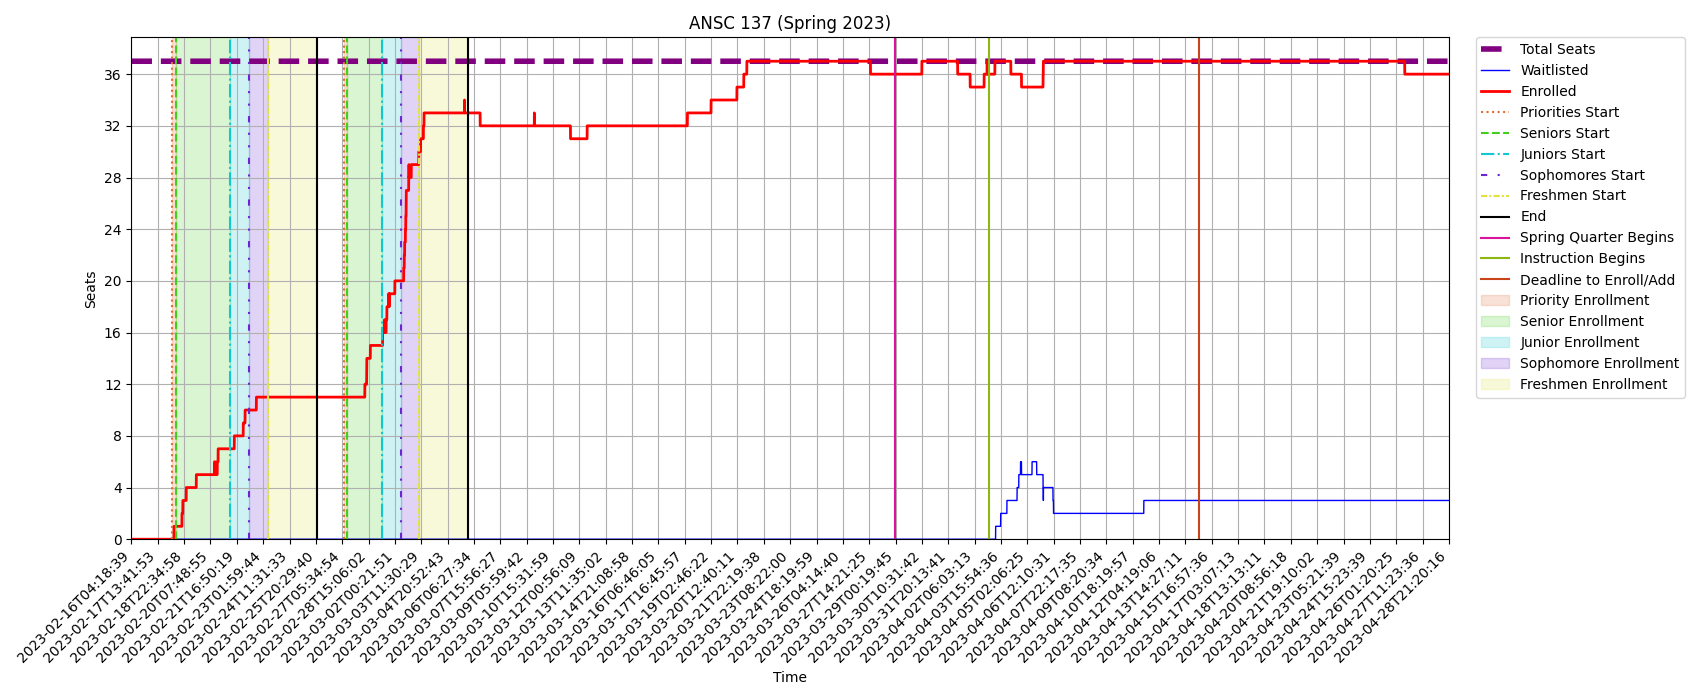 ANSC 137 (Spring 2023)
Seats
36
32
28
24
20
16
12
8
4
0
2023-02-16T04:18:39
2023-02-17T13:41:53
2023-02-18T22:34:58
2023-02-20T07:48:55
2023-02-21T16:50:19
2023-02-23T01:59:44
2023-02-24T11:31:33
2023-02-25T20:29:40
2023-02-27T05:34:54
2023-02-28T15:06:02
2023-03-02T00:21:51
2023-03-03T11:30:29
2023-03-04T20:52:43
2023-03-06T06:27:34
2023-03-07T15:56:27
2023-03-09T05:59:42
2023-03-10T15:31:59
2023-03-12T00:56:09
2023-03-13T11:35:02
2023-03-14T21:08:58
2023-03-16T06:46:05
2023-03-17T16:45:57
2023-03-19T02:46:22
2023-03-20T12:40:11
2023-03-21T22:19:38
2023-03-23T08:22:00
2023-03-24T18:19:59
2023-03-26T04:14:40
2023-03-27T14:21:25
2023-03-29T00:19:45
2023-03-30T10:31:42
2023-03-31T20:13:41
2023-04-02T06:03:13
2023-04-03T15:54:36
2023-04-05T02:06:25
2023-04-06T12:10:31
2023-04-07T22:17:35
2023-04-09T08:20:34
2023-04-10T18:19:57
2023-04-12T04:19:06
2023-04-13T14:27:11
2023-04-15T16:57:36
2023-04-17T03:07:13
2023-04-18T13:13:11
2023-04-20T08:56:18
2023-04-21T19:10:02
2023-04-23T05:21:39
2023-04-24T15:23:39
2023-04-26T01:20:25
2023-04-27T11:23:36
2023-04-28T21:20:16
Time
Total Seats
Waitlisted
Enrolled
Priorities Start
Seniors Start
Juniors Start
Sophomores Start
Freshmen Start
End
Spring Quarter Begins
Instruction Begins
Deadline to Enroll/Add
Priority Enrollment
Senior Enrollment
Junior Enrollment
Sophomore Enrollment
Freshmen Enrollment